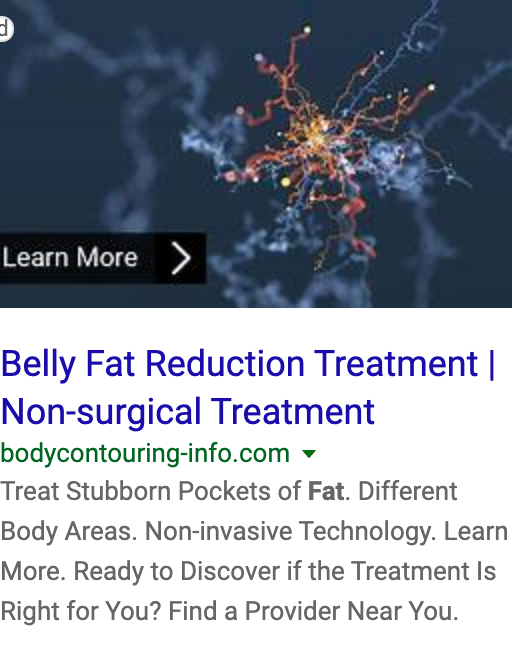 d
Learn More
Belly Fat Reduction Treatment |
Non-surgical Treatment
bodycontouring-info.com
Treat Stubborn Pockets of Fat. Different
Body Areas. Non-invasive Technology. Learn
More. Ready to Discover if the Treatment Is
Right for You? Find a Provider Near You.